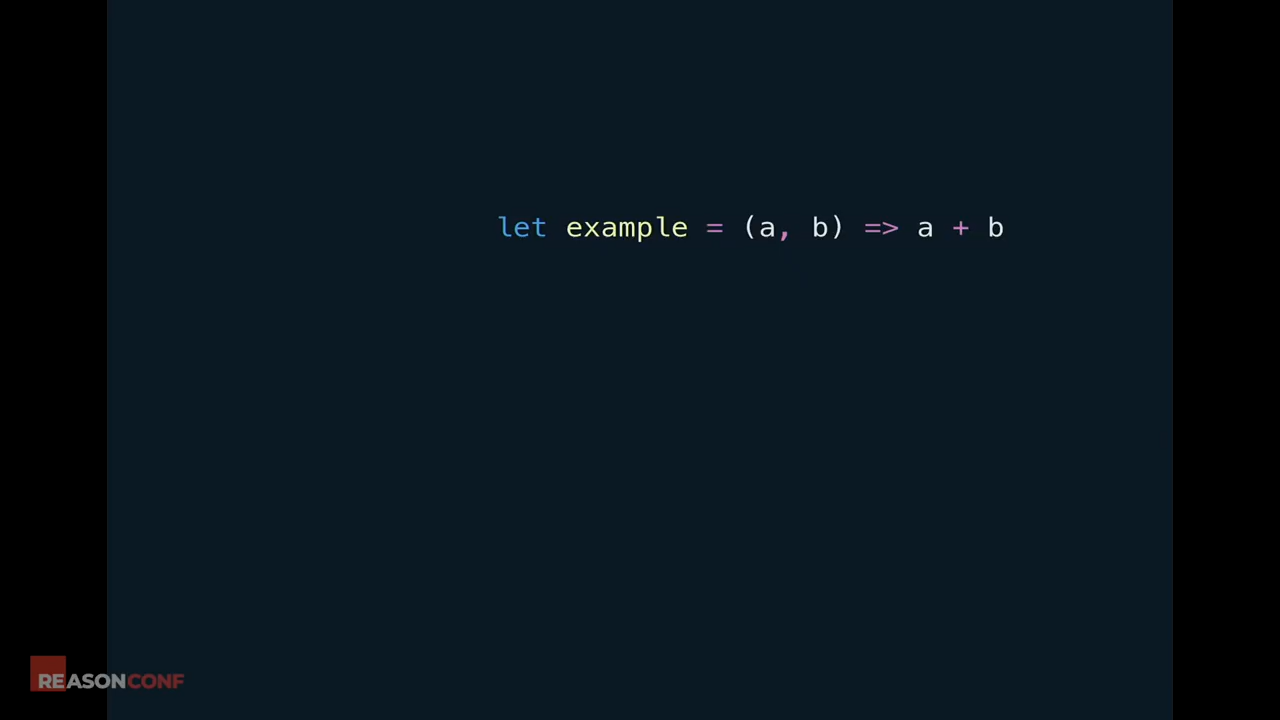 let example = (a, b) => a + b
REASONCONF